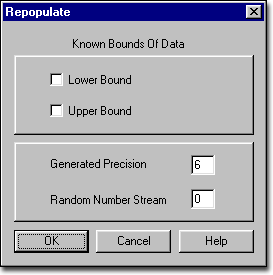 Repopulate
Known Bounds Of Data
Lower Bound
Upper Bound
Generated Precision 6
Random Number Stream 0
OK Cancel Help